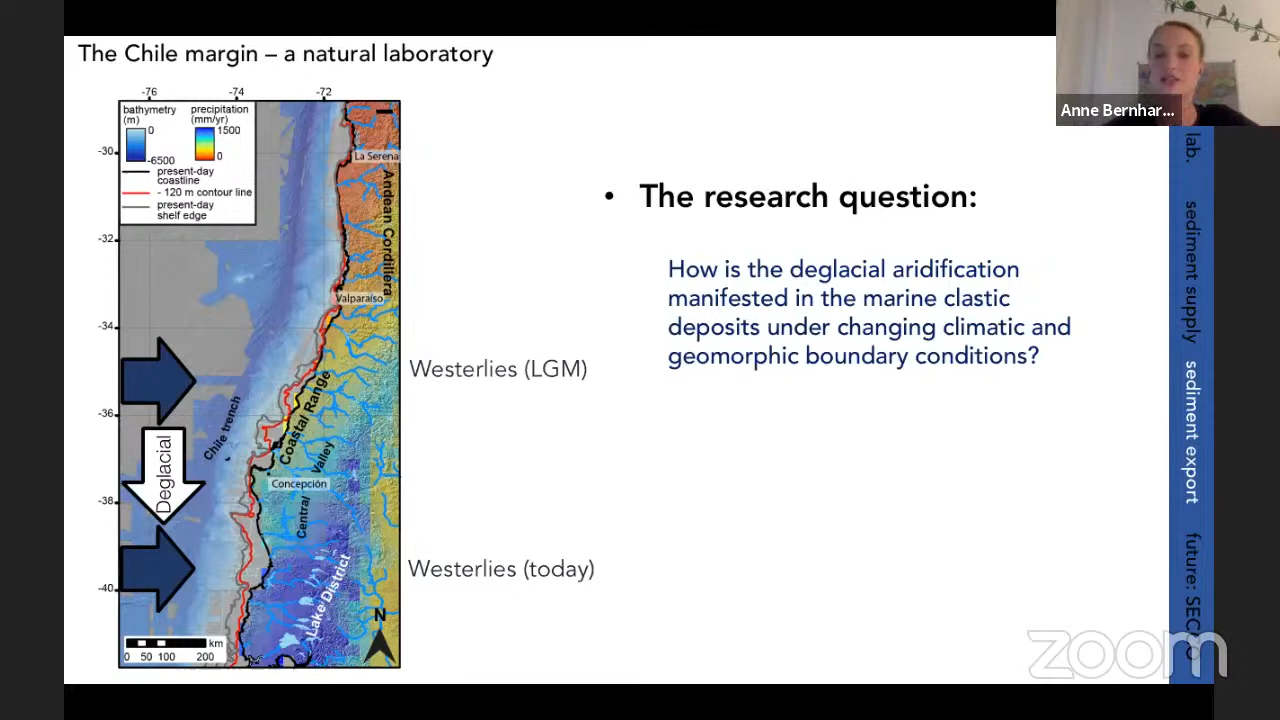 The Chile margin – a natural laboratory
Anne Bernhar...
-76 -74 -72
bathymetry
(m)
0
-6500
precipitation
(mm/yr)
1500
0
present-day
coastline
- 120 m contour line
present-day
shelf edge
-30
-32
-34
-36
-38
-40
La Serena
Andean Cordillera
Valparaíso
Coastal Range
Chile trench
Valley
Central
Concepción
Lake District
Deglacial
N
km
0 50 100 200
Westerlies (LGM)
Westerlies (today)
• The research question:
How is the deglacial aridification
manifested in the marine clastic
deposits under changing climatic and
geomorphic boundary conditions?
lab.
sediment supply
sediment export
future:
zoom